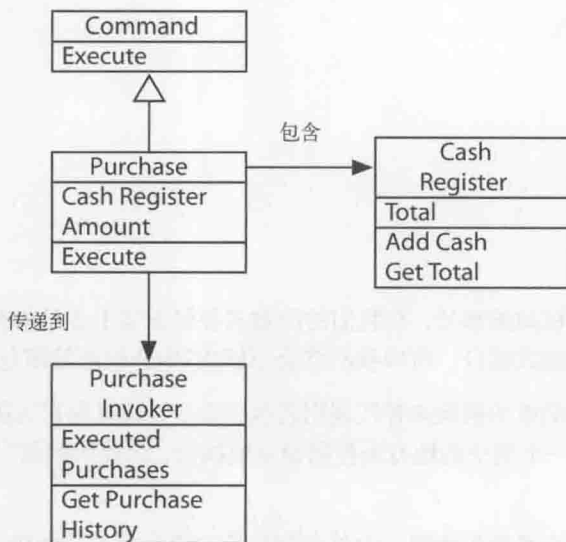 Command
Execute
包含
Purchase
Cash Register
Amount
Execute
Cash
Register
Total
Add Cash
Get Total
传递到
Purchase
Invoker
Executed
Purchases
Get Purchase
History